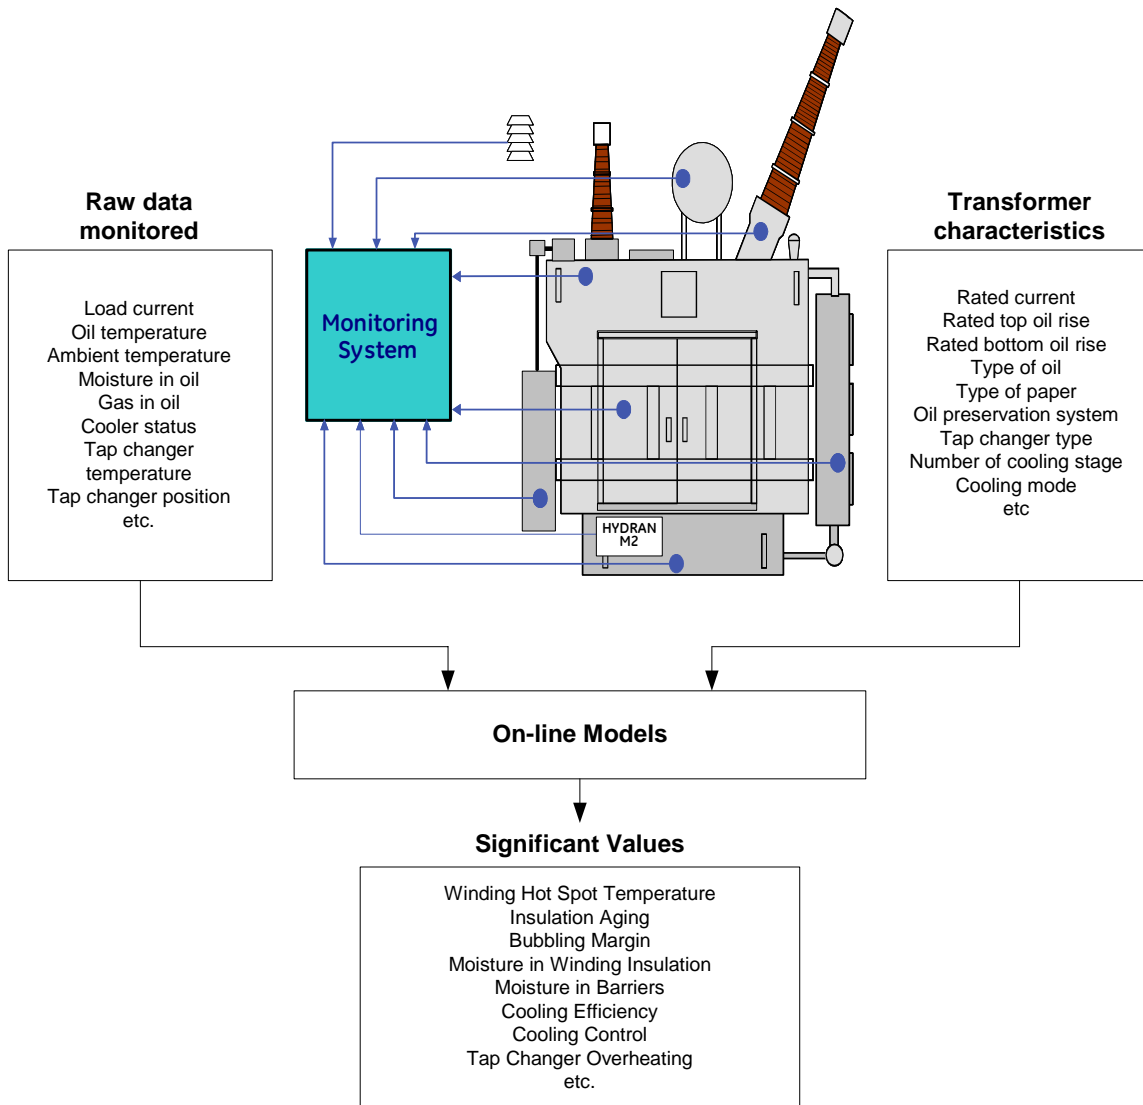 Raw data
monitored
Load current
Oil temperature
Ambient temperature
Moisture in oil
Gas in oil
Cooler status
Tap changer
temperature
Tap changer position
etc.
Monitoring
System
HYDRAN
M2
Transformer
characteristics
Rated current
Rated top oil rise
Rated bottom oil rise
Type of oil
Type of paper
Oil preservation system
Tap changer type
Number of cooling stage
Cooling mode
etc
On-line Models
Significant Values
Winding Hot Spot Temperature
Insulation Aging
Bubbling Margin
Moisture in Winding Insulation
Moisture in Barriers
Cooling Efficiency
Cooling Control
Tap Changer Overheating
etc.